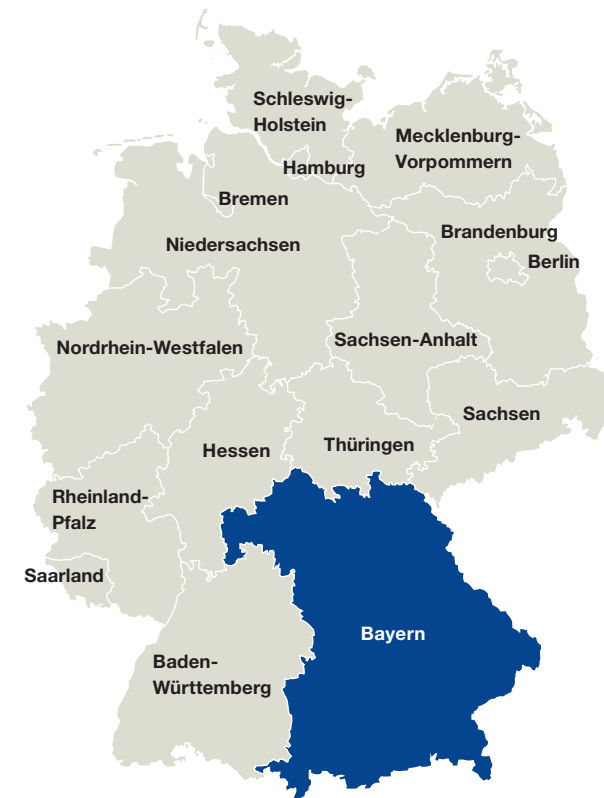 Schleswig-
Holstein
Mecklenburg-
Vorpommern
Hamburg
Bremen
Brandenburg
Niedersachsen
Berlin
Sachsen-Anhalt
Nordrhein-Westfalen
Sachsen
Thüringen
Hessen
Rheinland-
Pfalz
Saarland
Bayern
Baden-
Württemberg